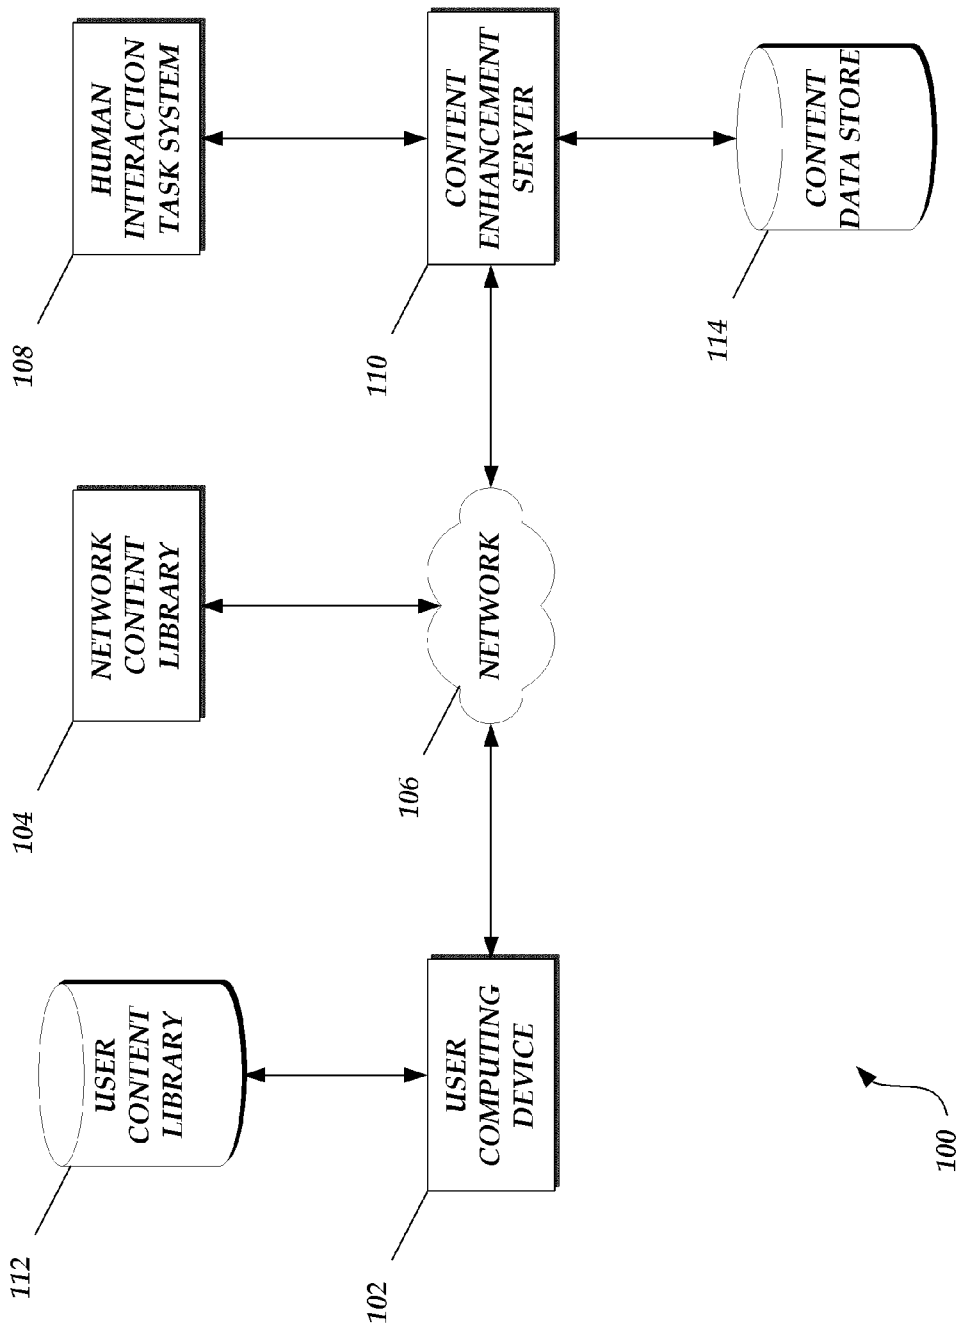 112
USER
CONTENT
LIBRARY
104
NETWORK
CONTENT
LIBRARY
108
HUMAN
INTERACTION
TASK SYSTEM
102
USER
COMPUTING
DEVICE
106
NETWORK
110
CONTENT
ENHANCEMENT
SERVER
114
CONTENT
DATA STORE
100